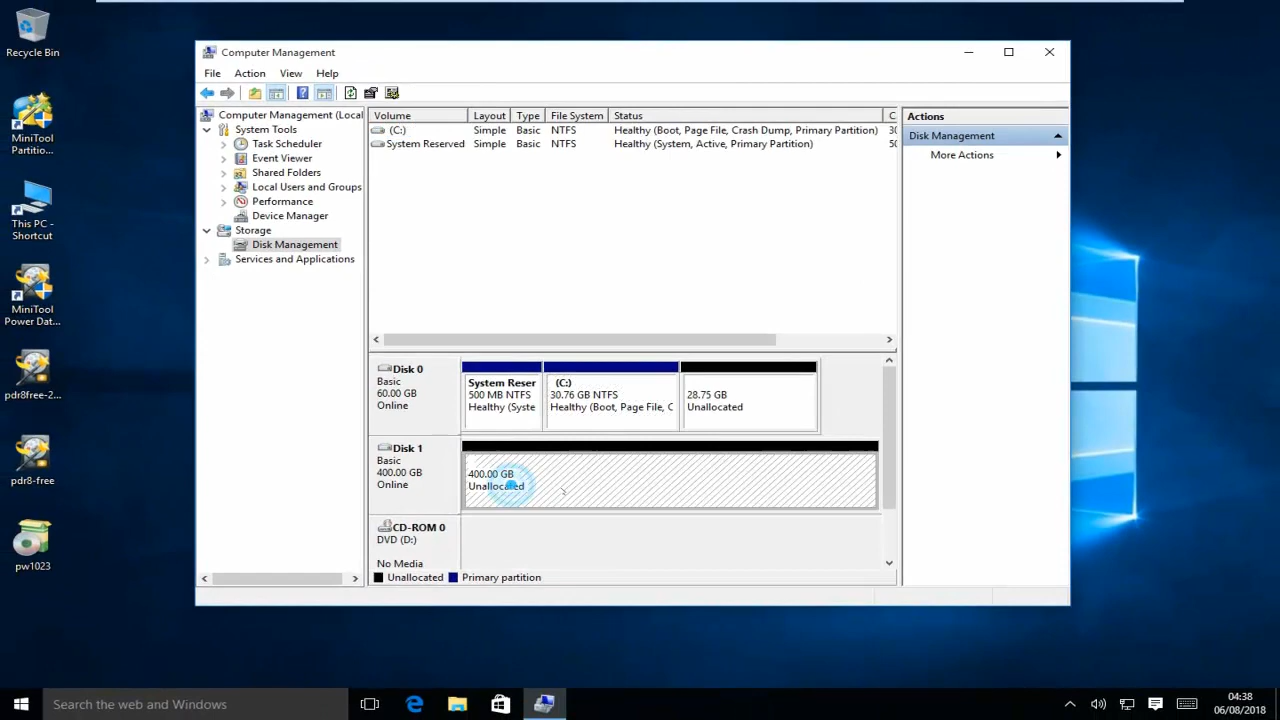 Recycle Bin
MiniTool
Partitio...
This PC -
Shortcut
MiniTool
Power Dat...
pdr8free-2...
pdr8-free
pw1023
Computer Management
File Action View Help
Computer Management (Local
System Tools
Task Scheduler
Event Viewer
Shared Folders
Local Users and Groups
Performance
Device Manager
Storage
Disk Management
Services and Applications
Volume Layout Type File System Status C
(C:) Simple Basic NTFS Healthy (Boot, Page File, Crash Dump, Primary Partition) 30
System Reserved Simple Basic NTFS Healthy (System, Active, Primary Partition) 50
Disk 0
Basic
60.00 GB
Online
System Reser
500 MB NTFS
Healthy (Syste
(C:)
30.76 GB NTFS
Healthy (Boot, Page File, C
28.75 GB
Unallocated
Disk 1
Basic
400.00 GB
Online
400.00 GB
Unallocated
CD-ROM 0
DVD (D:)
No Media
Unallocated Primary partition
Actions
Disk Management
More Actions
Search the web and Windows
04:38
06/08/2018